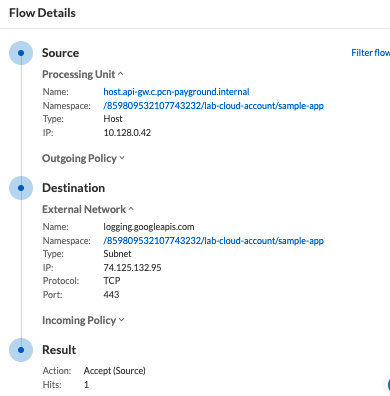 Flow Details
Source
Filter flow
Processing Unit
Name: host.api-gw.c.pcn-payground.internal
Namespace: /859809532107743232/lab-cloud-account/sample-app
Type: Host
IP: 10.128.0.42
Outgoing Policy
Destination
External Network
Name: logging.googleapis.com
Namespace: /859809532107743232/lab-cloud-account/sample-app
Type: Subnet
IP: 74.125.132.95
Protocol: TCP
Port: 443
Incoming Policy
Result
Action: Accept (Source)
Hits: 1